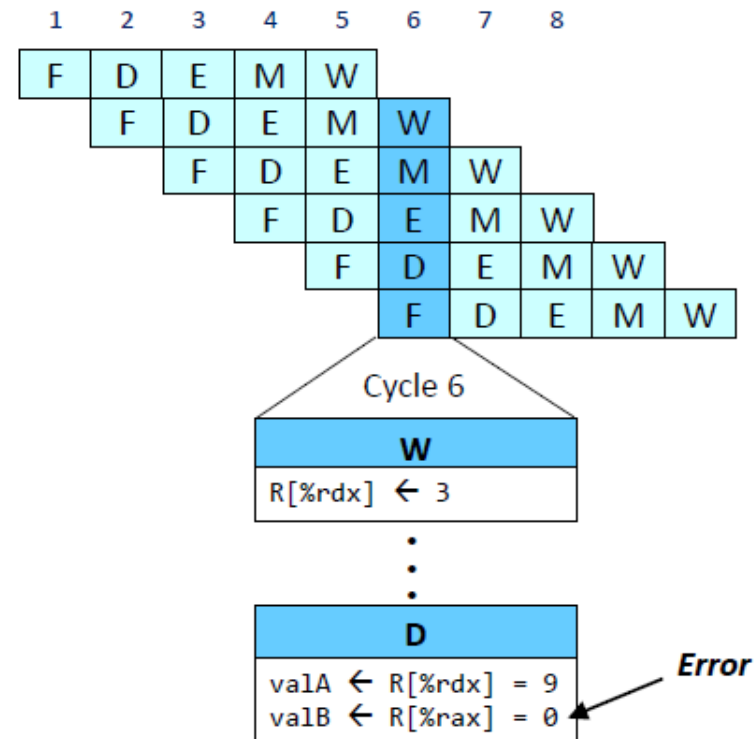 1 2 3 4 5 6 7 8
F D E M W
F D E M W
F D E M W
F D E M W
F D E M W
F D E M W
Cycle 6
W
R[%rdx] ← 3
•
•
•
D
valA ← R[%rdx] = 9
valB ← R[%rax] = 0
Error